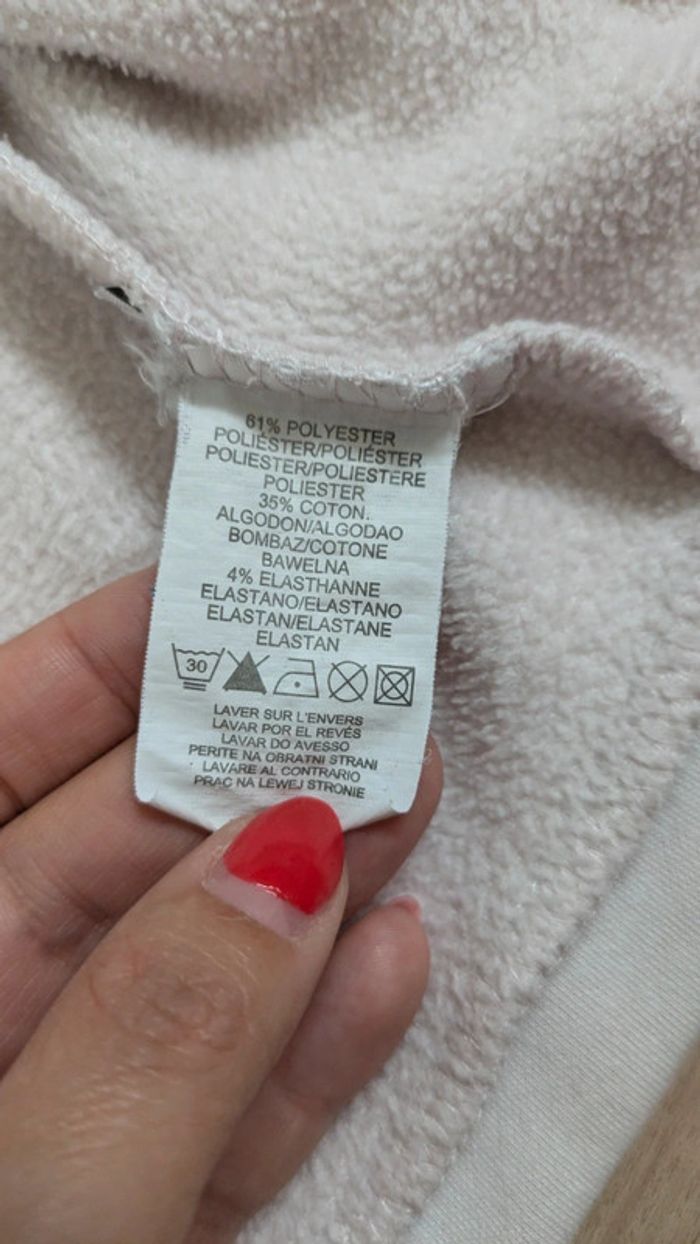 61% POLYESTER
POLIÉSTER/POLIÉSTER
POLIESTER/POLIESTERE
POLIESTER
35% COTON.
ALGODON/ALGODAO
BOMBAZ/COTONE
BAWELNA
4% ELASTHANNE
ELASTANO/ELASTANO
ELASTAN/ELASTANE
ELASTAN
30
LAVER SUR L'ENVERS
LAVAR POR EL REVÉS
LAVAR DO AVESSO
PERITE NA OBRATNI STRANI
LAVARE AL CONTRARIO
PRAC NA LEWEJ STRONIE